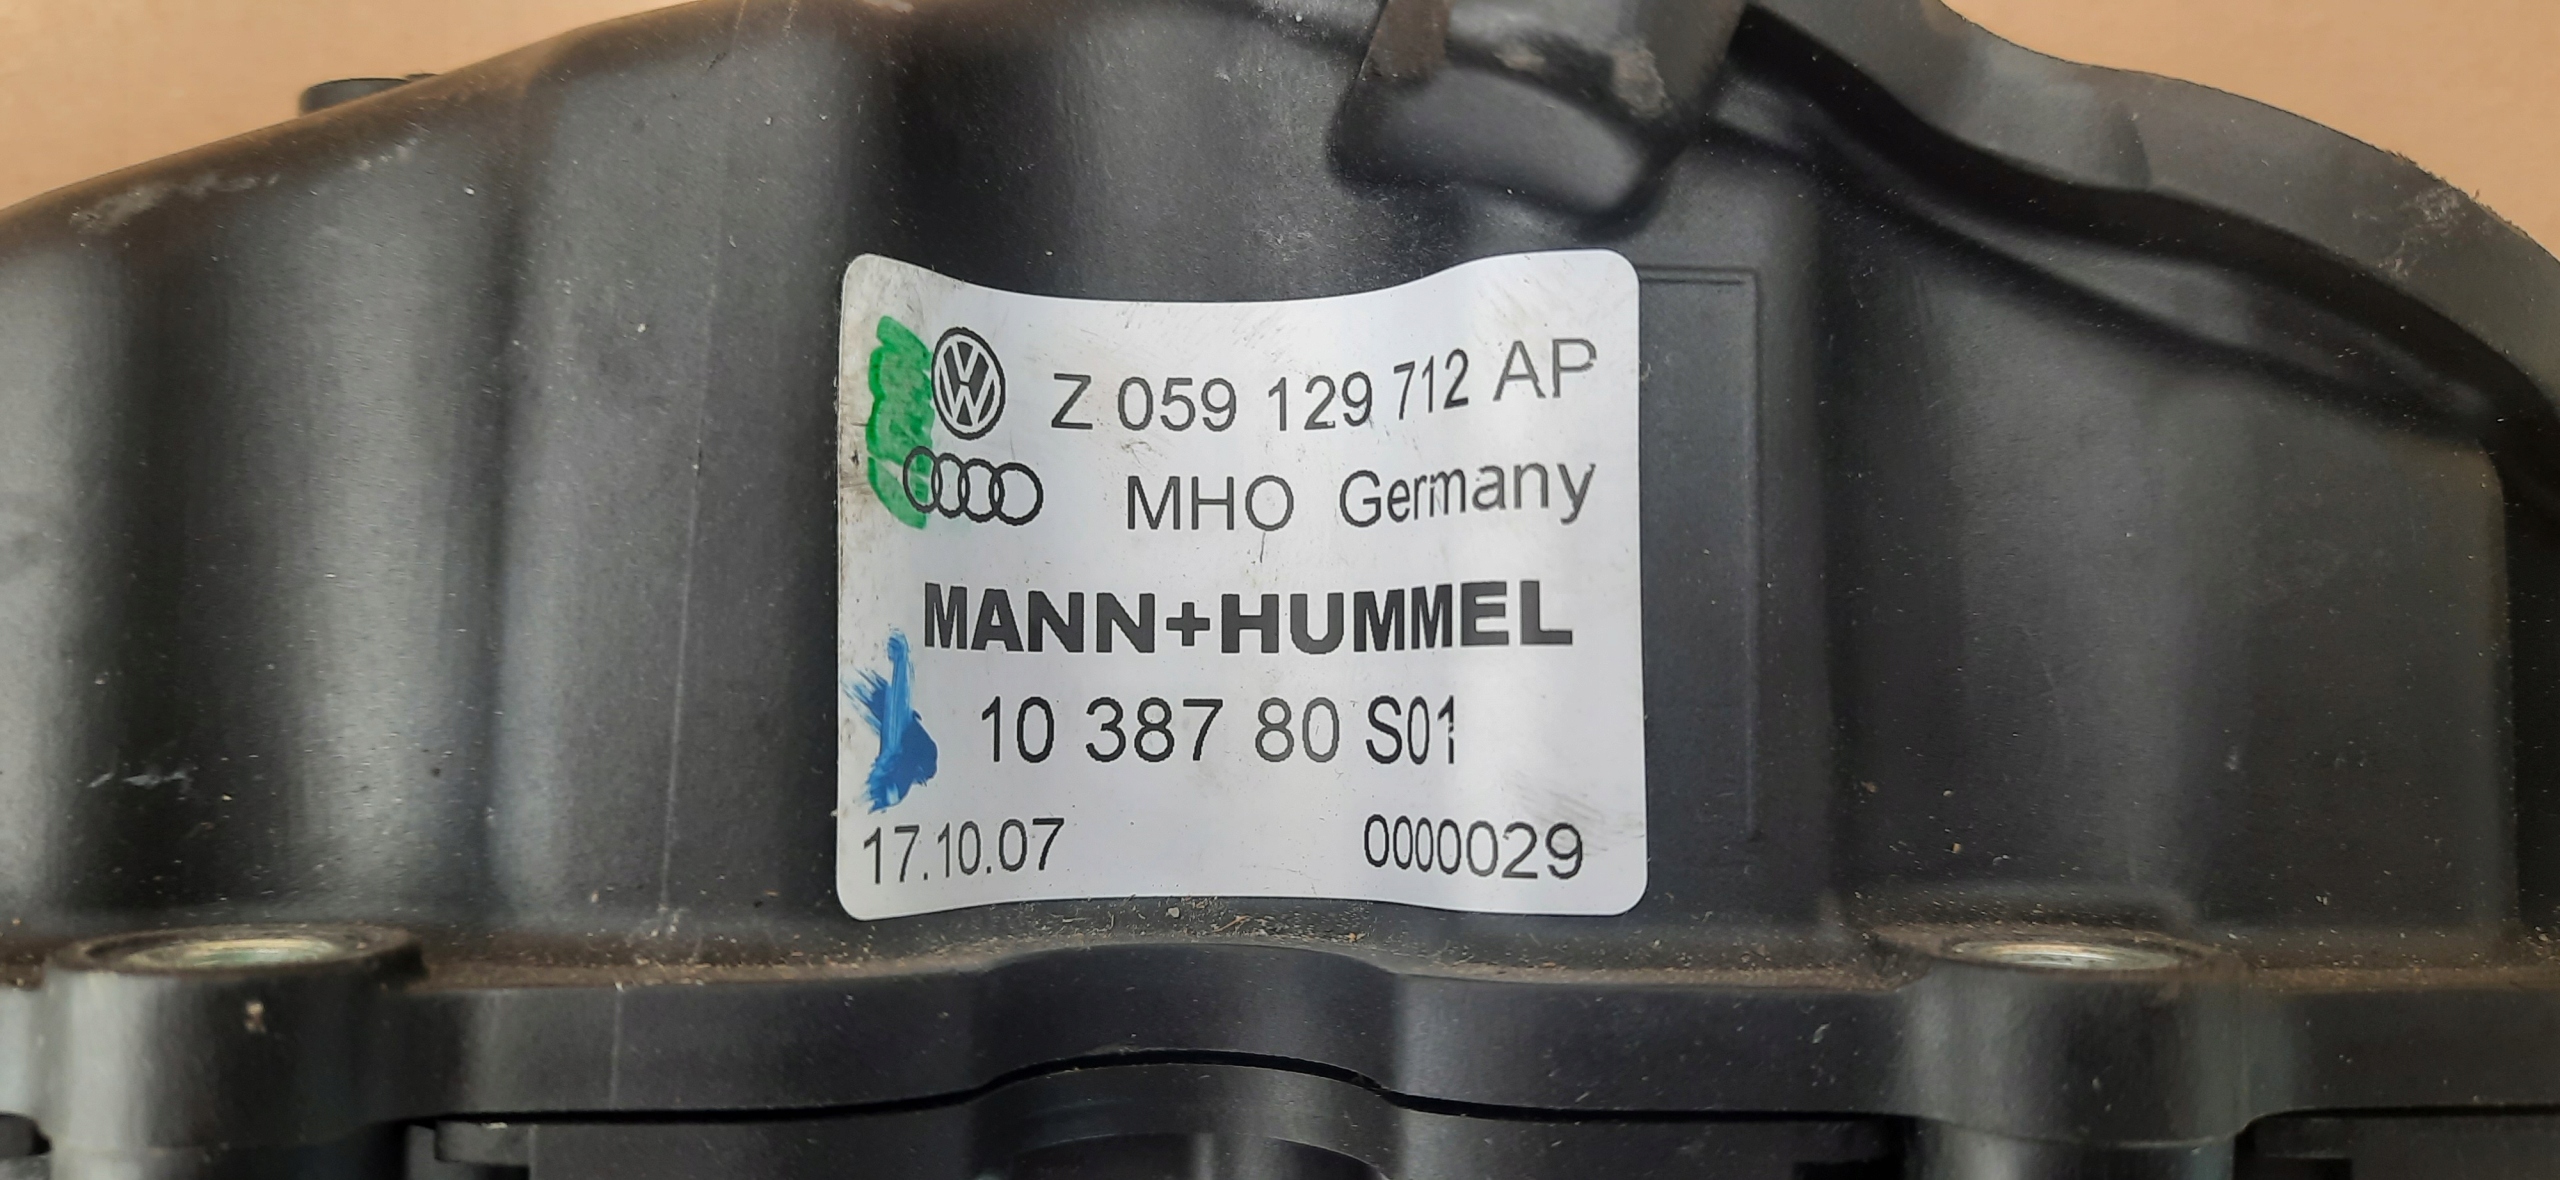 Z 059 129 712 AP
MHO Germany
MANN+HUMMEL
10 387 80 S01
17.10.07 0000029